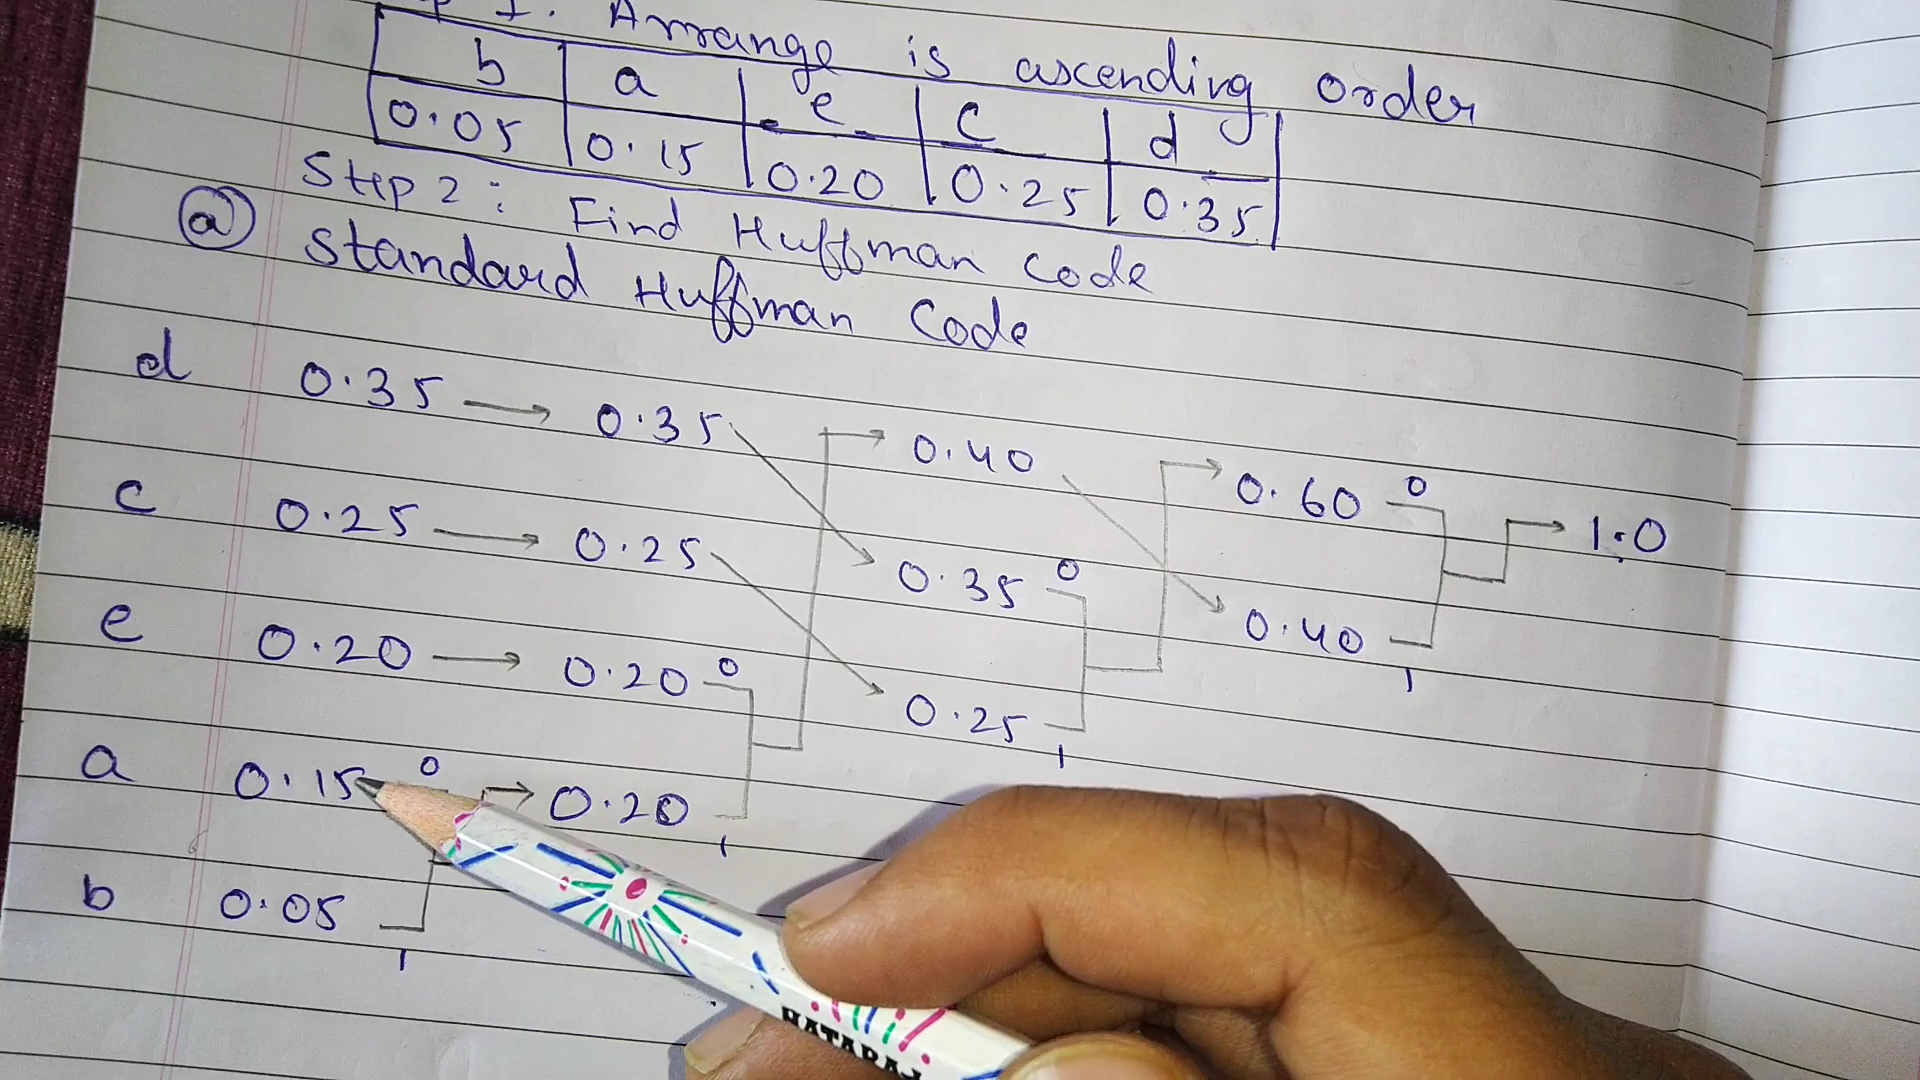 I. Arrange is ascending order
b a e c d
0.05 0.15 0.20 0.25 0.35
Step 2: Find Huffman Code
(a) Standard Huffman Code
d 0.35 → 0.35 → 0.40 → 0.60 0 → 1.0
c 0.25 → 0.25 0.35 0 0.40 1
e 0.20 → 0.20 0 0.25 1
a 0.15 0 → 0.20 1
b 0.05 1
NATARAJ